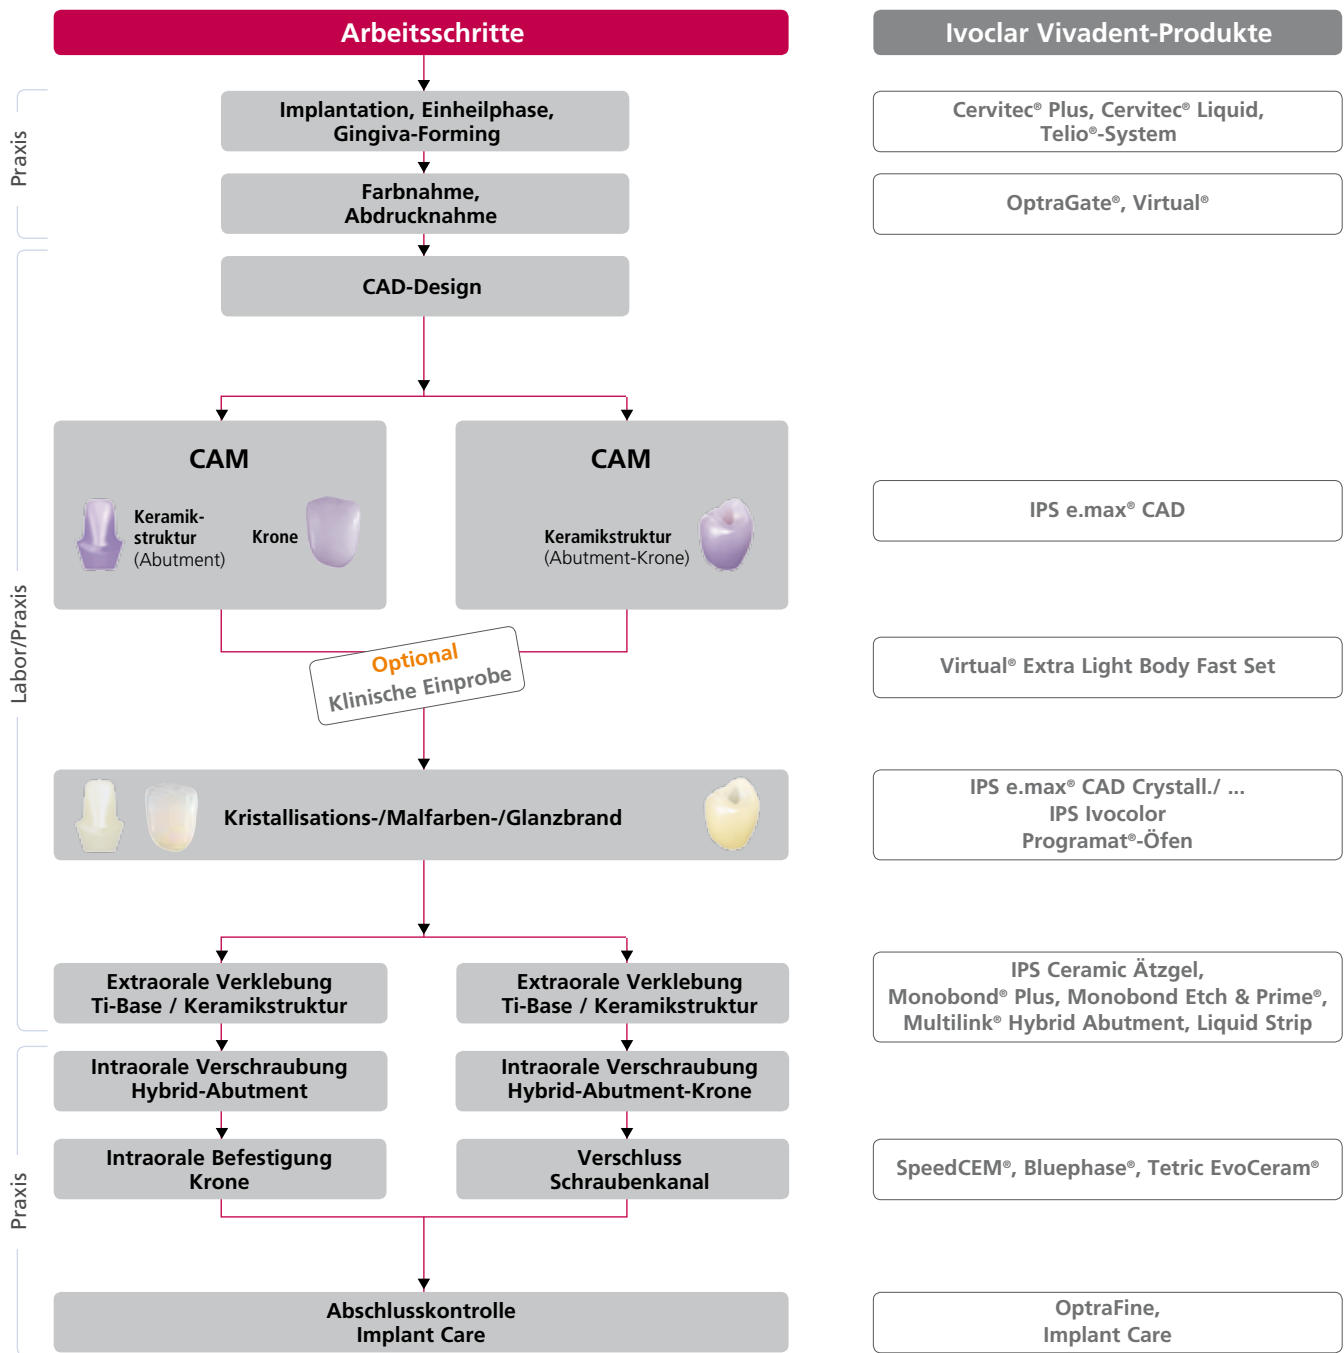 Arbeitsschritte
Ivoclar Vivadent-Produkte
Praxis
Implantation, Einheilphase,
Gingiva-Forming
Cervitec® Plus, Cervitec® Liquid,
Telio®-System
Farbnahme,
Abdrucknahme
OptraGate®, Virtual®
Labor/Praxis
CAD-Design
CAM
Keramik-
struktur
(Abutment)
Krone
CAM
Keramikstruktur
(Abutment-Krone)
IPS e.max® CAD
Optional
Klinische Einprobe
Virtual® Extra Light Body Fast Set
Kristallisations-/Malfarben-/Glanzbrand
IPS e.max® CAD Crystall./ ...
IPS Ivocolor
Programat®-Öfen
Extraorale Verklebung
Ti-Base / Keramikstruktur
Extraorale Verklebung
Ti-Base / Keramikstruktur
IPS Ceramic Ätzgel,
Monobond® Plus, Monobond Etch & Prime®,
Multilink® Hybrid Abutment, Liquid Strip
Praxis
Intraorale Verschraubung
Hybrid-Abutment
Intraorale Verschraubung
Hybrid-Abutment-Krone
Intraorale Befestigung
Krone
Verschluss
Schraubenkanal
SpeedCEM®, Bluephase®, Tetric EvoCeram®
Abschlusskontrolle
Implant Care
OptraFine,
Implant Care